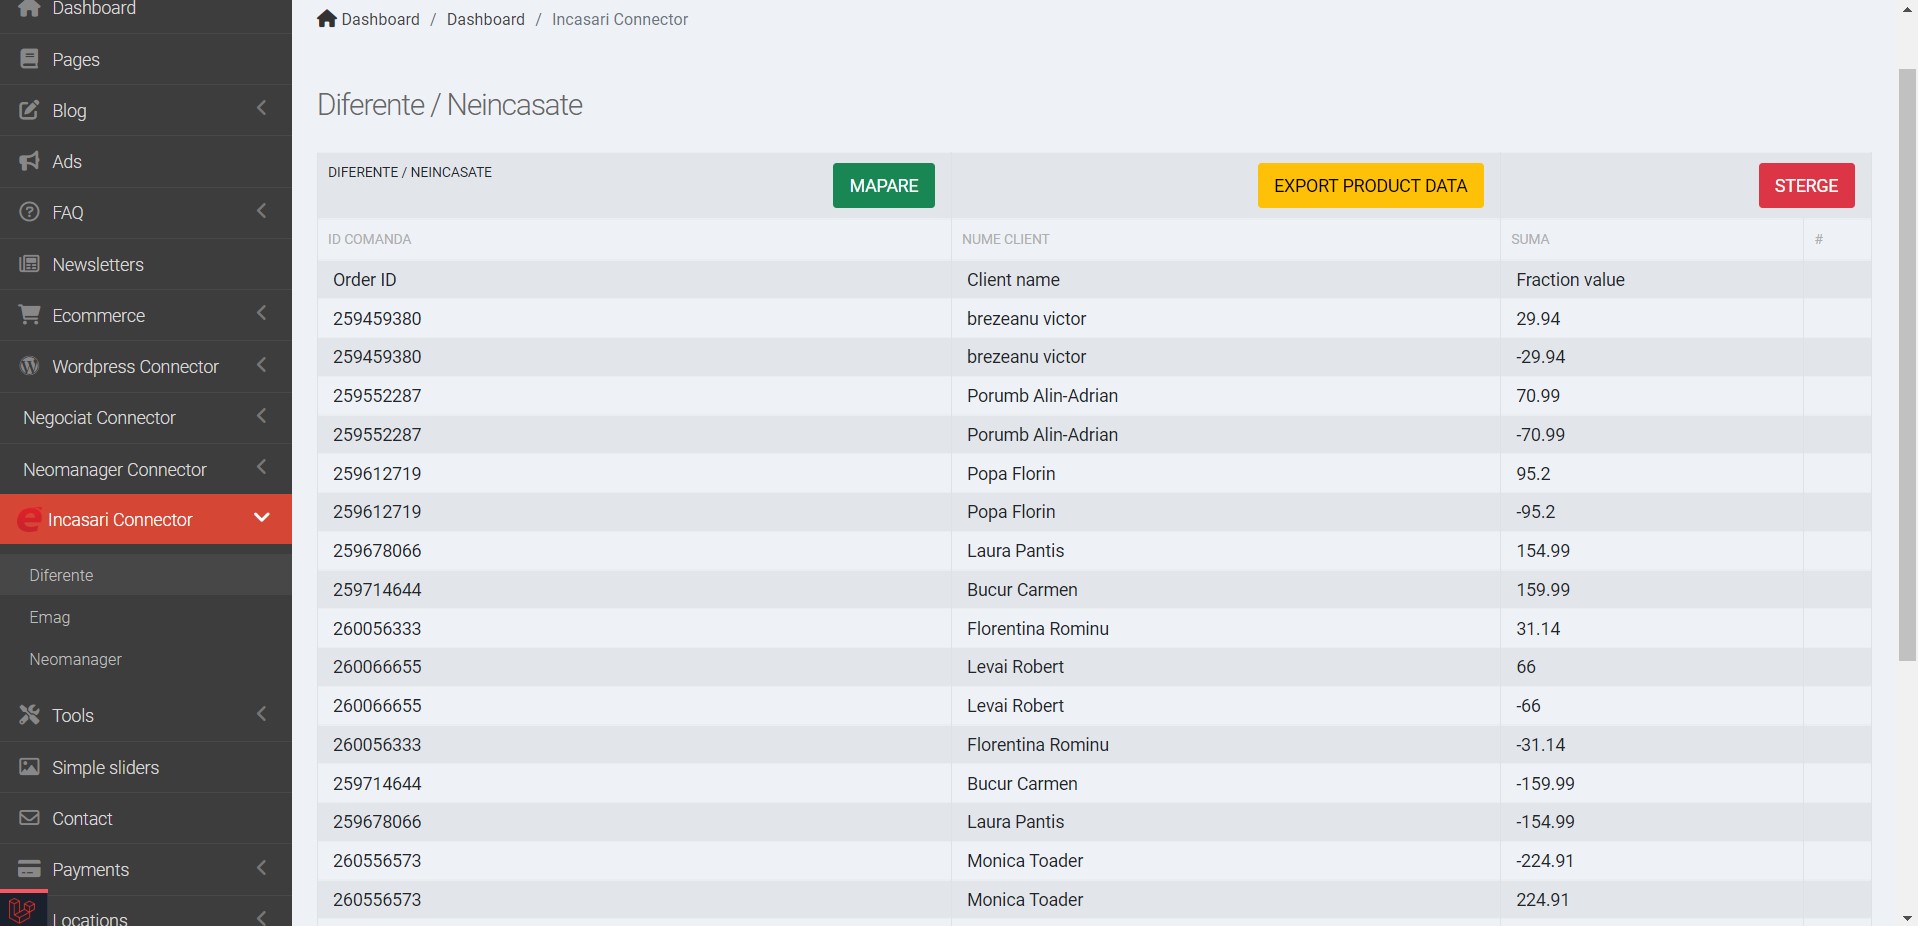 Dashboard
Pages
Blog
Ads
FAQ
Newsletters
Ecommerce
Wordpress Connector
Negociat Connector
Neomanager Connector
Incasari Connector
Diferente
Emag
Neomanager
Tools
Simple sliders
Contact
Payments
Locations
Dashboard / Dashboard / Incasari Connector
Diferente / Neincasate
DIFERENTE / NEINCASATE MAPARE EXPORT PRODUCT DATA STERGE
ID COMANDA NUME CLIENT SUMA #
Order ID Client name Fraction value
259459380 brezeanu victor 29.94
259459380 brezeanu victor -29.94
259552287 Porumb Alin-Adrian 70.99
259552287 Porumb Alin-Adrian -70.99
259612719 Popa Florin 95.2
259612719 Popa Florin -95.2
259678066 Laura Pantis 154.99
259714644 Bucur Carmen 159.99
260056333 Florentina Rominu 31.14
260066655 Levai Robert 66
260066655 Levai Robert -66
260056333 Florentina Rominu -31.14
259714644 Bucur Carmen -159.99
259678066 Laura Pantis -154.99
260556573 Monica Toader -224.91
260556573 Monica Toader 224.91